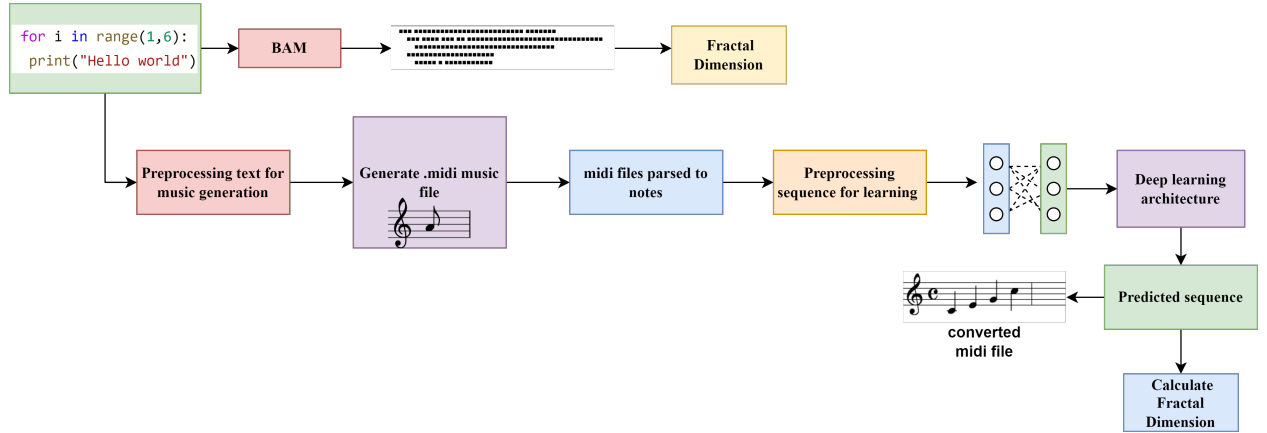 for i in range(1,6):
print("Hello world")
BAM
Fractal
Dimension
Preprocessing text for
music generation
Generate .midi music
file
midi files parsed to
notes
Preprocessing
sequence for learning
Deep learning
architecture
Predicted sequence
converted
midi file
Calculate
Fractal
Dimension